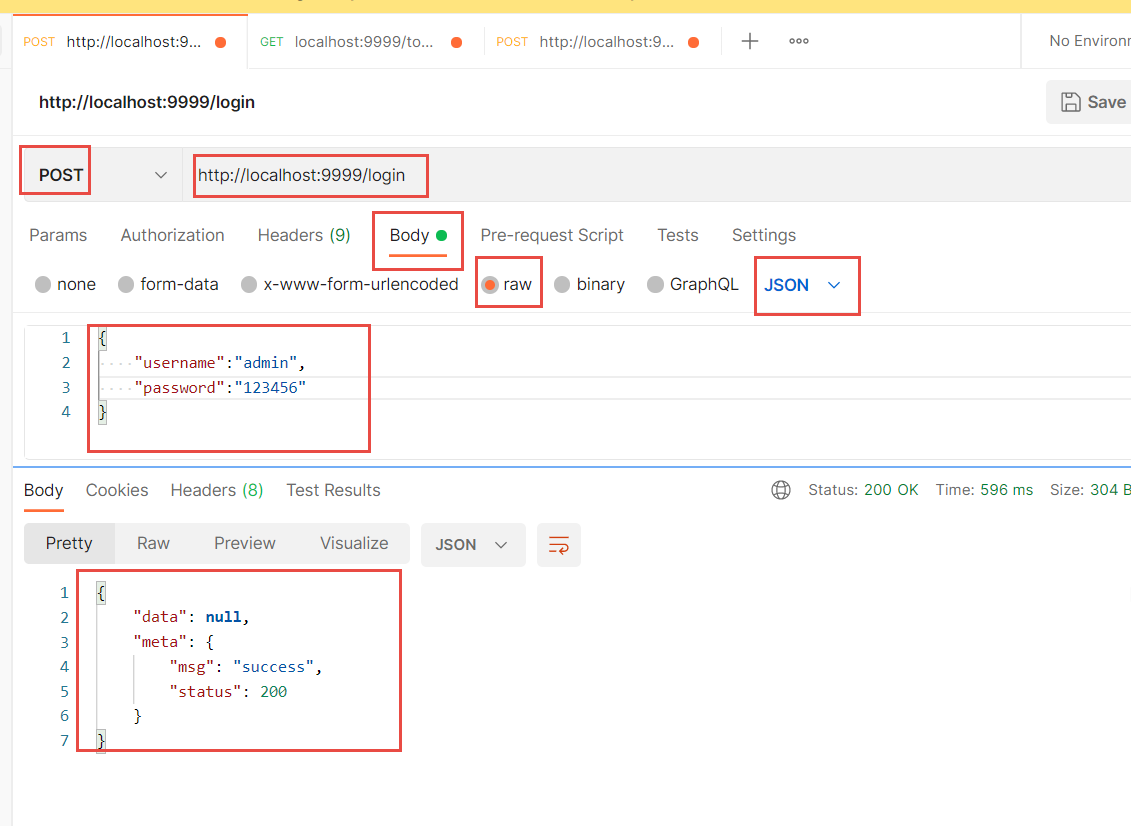 POST http://localhost:9... GET localhost:9999/to... POST http://localhost:9... No Environ
http://localhost:9999/login Save
POST http://localhost:9999/login
Params Authorization Headers (9) Body Pre-request Script Tests Settings
none form-data x-www-form-urlencoded raw binary GraphQL JSON
1 {
2 "username":"admin",
3 "password":"123456"
4 }
Body Cookies Headers (8) Test Results Status: 200 OK Time: 596 ms Size: 304 B
Pretty Raw Preview Visualize JSON
1 {
2 "data": null,
3 "meta": {
4 "msg": "success",
5 "status": 200
6 }
7 }